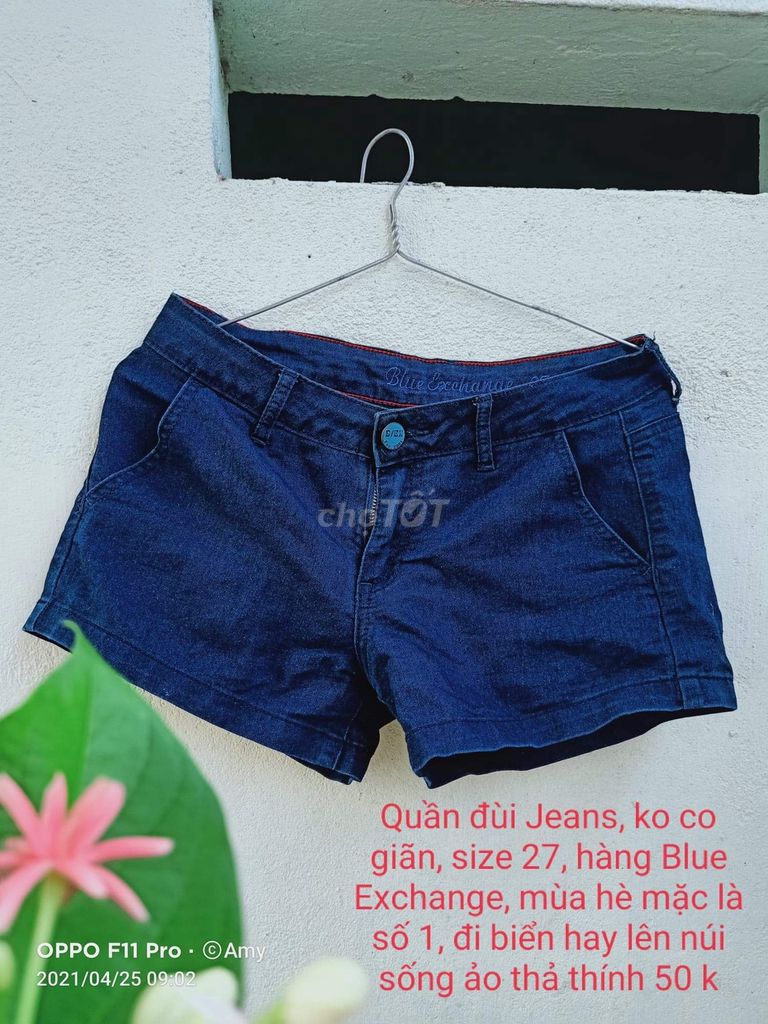 Blue Exchange
chợTỐT
Quần đùi Jeans, ko co
giãn, size 27, hàng Blue
Exchange, mùa hè mặc là
số 1, đi biển hay lên núi
sống ảo thả thính 50 k
OPPO F11 Pro · ©Amy
2021/04/25 09:02